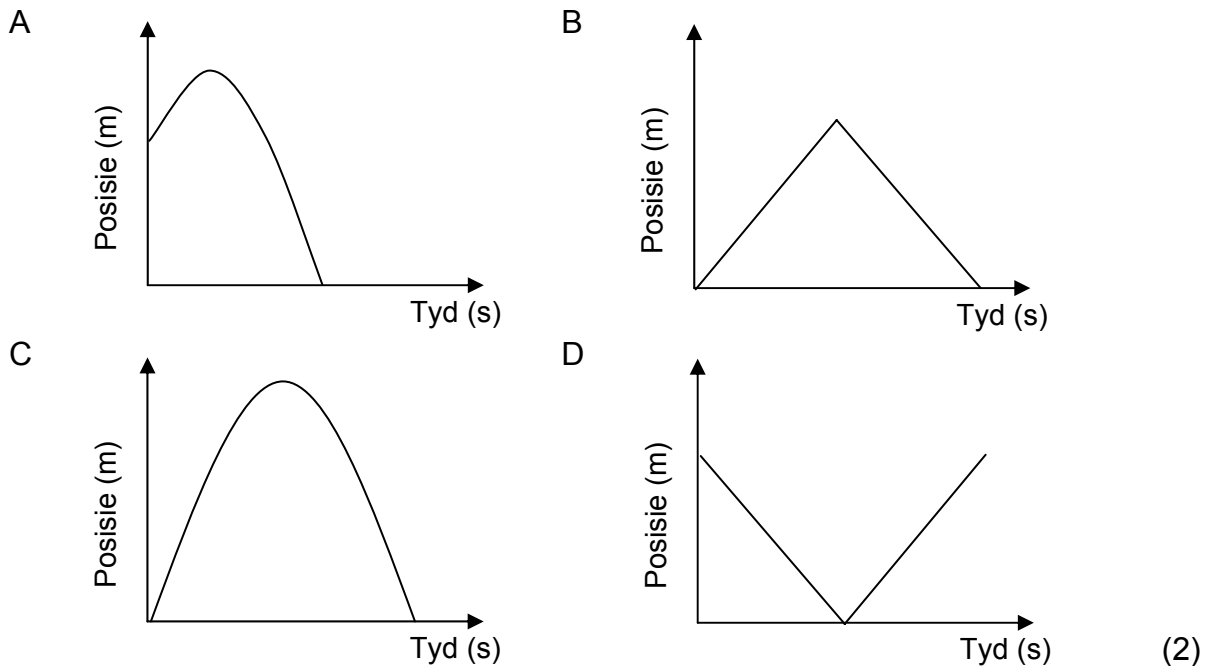 A
Posisie (m)
Tyd (s)
B
Posisie (m)
Tyd (s)
C
Posisie (m)
Tyd (s)
D
Posisie (m)
Tyd (s)
(2)